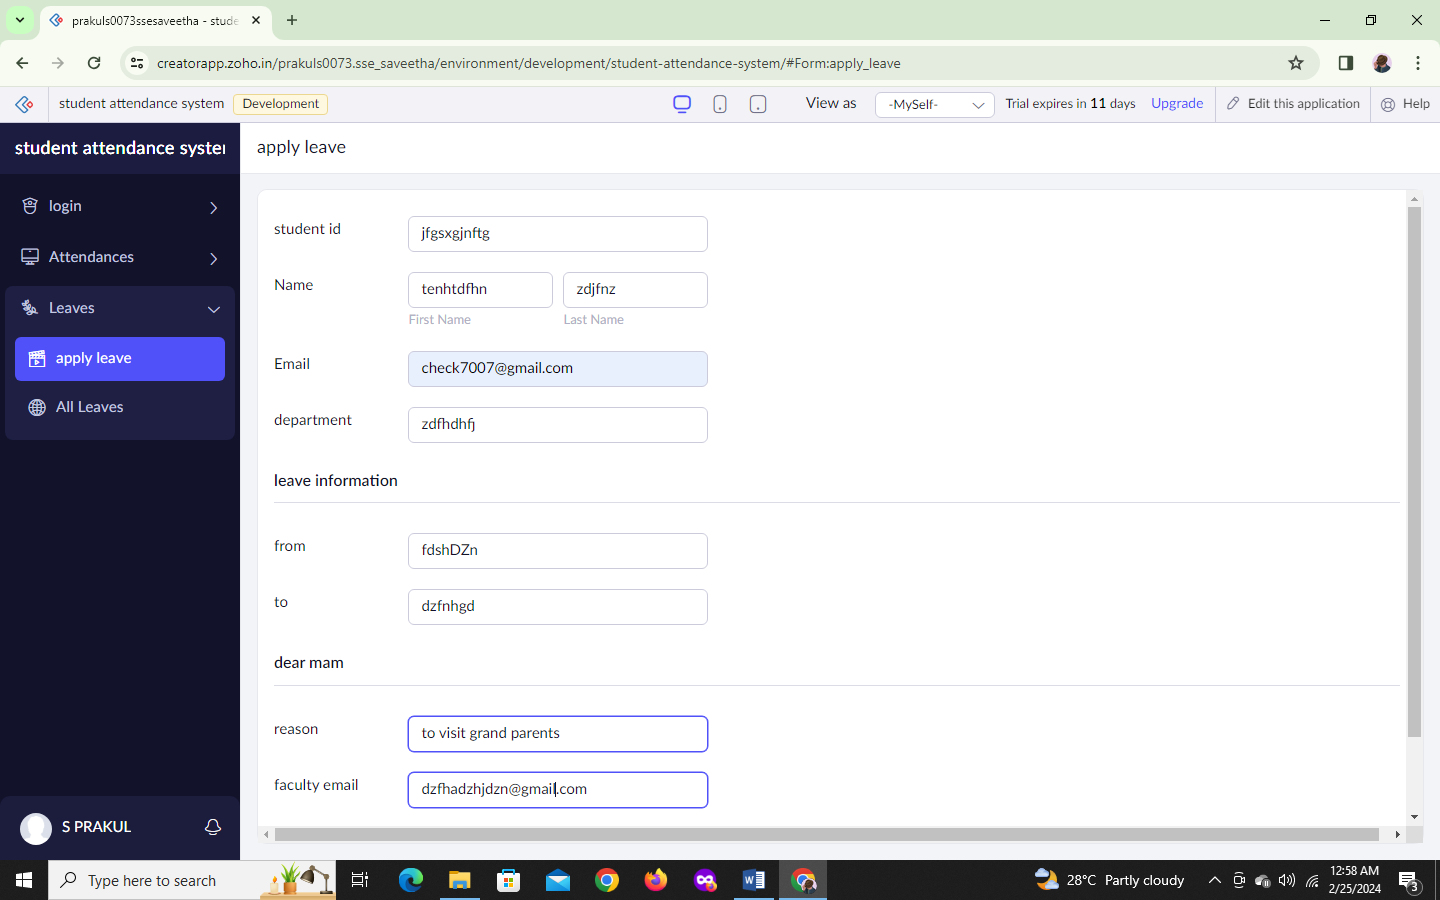 prakuls0073ssesaveetha - stude
creatorapp.zoho.in/prakuls0073.sse_saveetha/environment/development/student-attendance-system/#Form:apply_leave
student attendance system Development View as -MySelf- Trial expires in 11 days Upgrade Edit this application Help
student attendance syster
apply leave
login
Attendances
Leaves
apply leave
All Leaves
student id jfgsxgjnftg
Name tenhtdfhn zdjfnz
First Name Last Name
Email check7007@gmail.com
department zdfhdhfj
leave information
from fdshDZn
to dzfnhgd
dear mam
reason to visit grand parents
faculty email dzfhadzhjdzn@gmail.com
S PRAKUL
Type here to search
28°C Partly cloudy
12:58 AM
2/25/2024
3